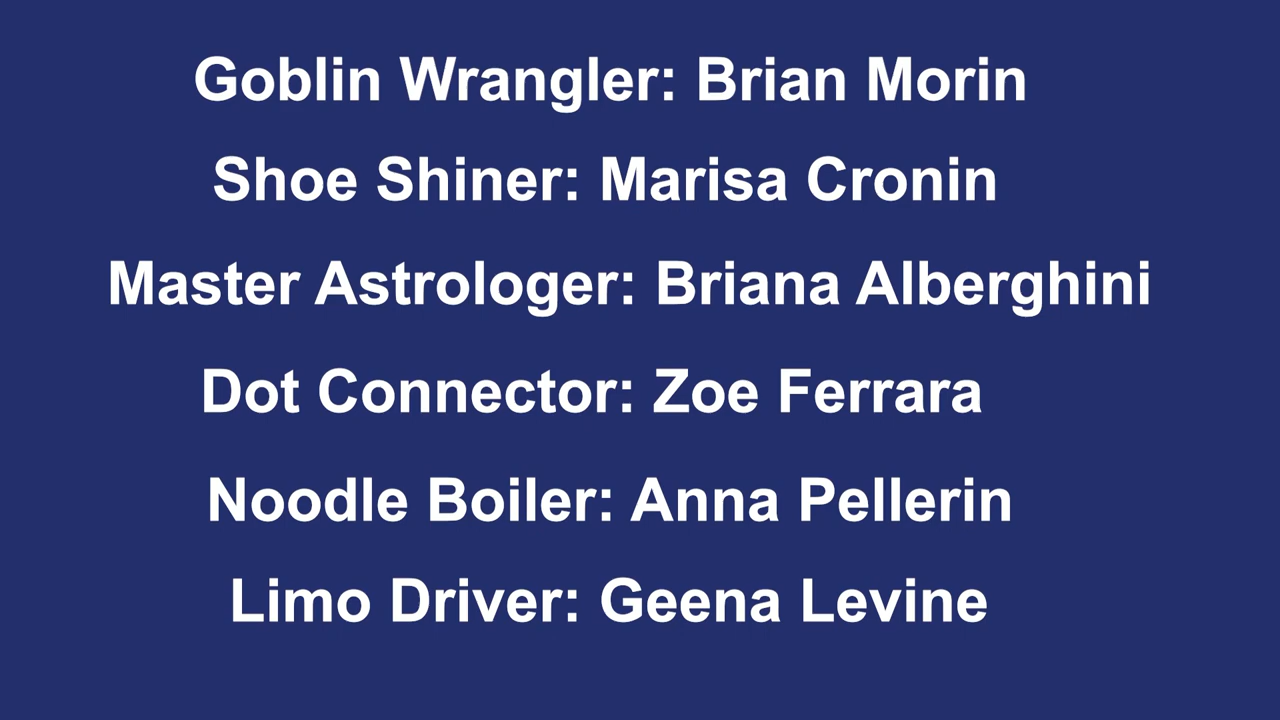 Goblin Wrangler: Brian Morin
Shoe Shiner: Marisa Cronin
Master Astrologer: Briana Alberghini
Dot Connector: Zoe Ferrara
Noodle Boiler: Anna Pellerin
Limo Driver: Geena Levine